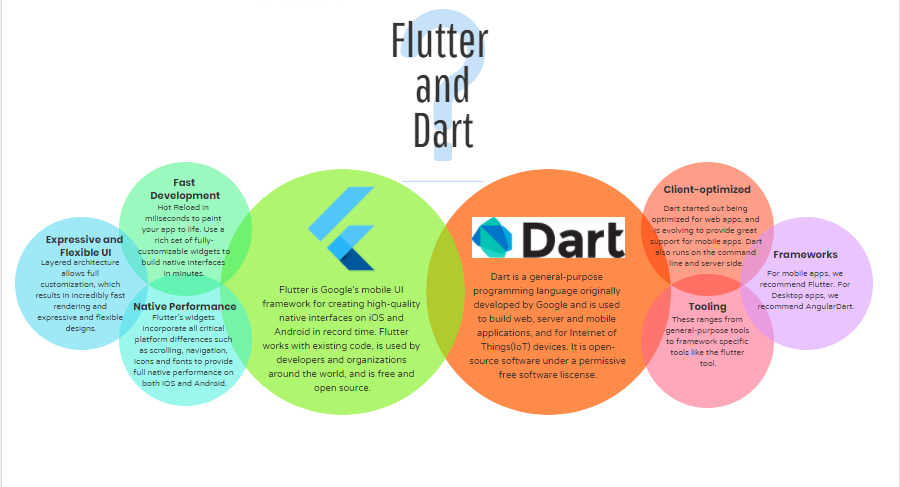 Flutter
and
Dart
Expressive and
Flexible UI
Layered architecture
allows full
customization, which
results in incredibly fast
rendering and
expressive and flexible
designs.
Fast
Development
Hot Reload in
miliseconds to paint
your app to life. Use a
rich set of fully-
customizable widgets to
build native interfaces
in minutes.
Native Performance
Flutter's widgets
incorporate all critical
platform differences such
as scrolling, navigation,
icons and fonts to provide
full native performance on
both iOS and Android.
Flutter is Google's mobile UI
framework for creating high-quality
native interfaces on iOS and
Android in record time. Flutter
works with existing code, is used by
developers and organizations
around the world, and is free and
open source.
Dart
Dart is a general-purpose
programming language originally
developed by Google and is used
to build web, server and mobile
applications, and for Internet of
Things(IoT) devices. It is open-
source software under a permissive
free software liscense.
Client-optimized
Dart started out being
optimized for web apps, and
is evolving to provide great
support for mobile apps. Dart
also runs on the command
line and server side.
Tooling
These ranges from
general-purpose tools
to framework specific
tools like the flutter
tool.
Frameworks
For mobile apps, we
recommend Flutter. For
Desktop apps, we
recommend AngularDart.